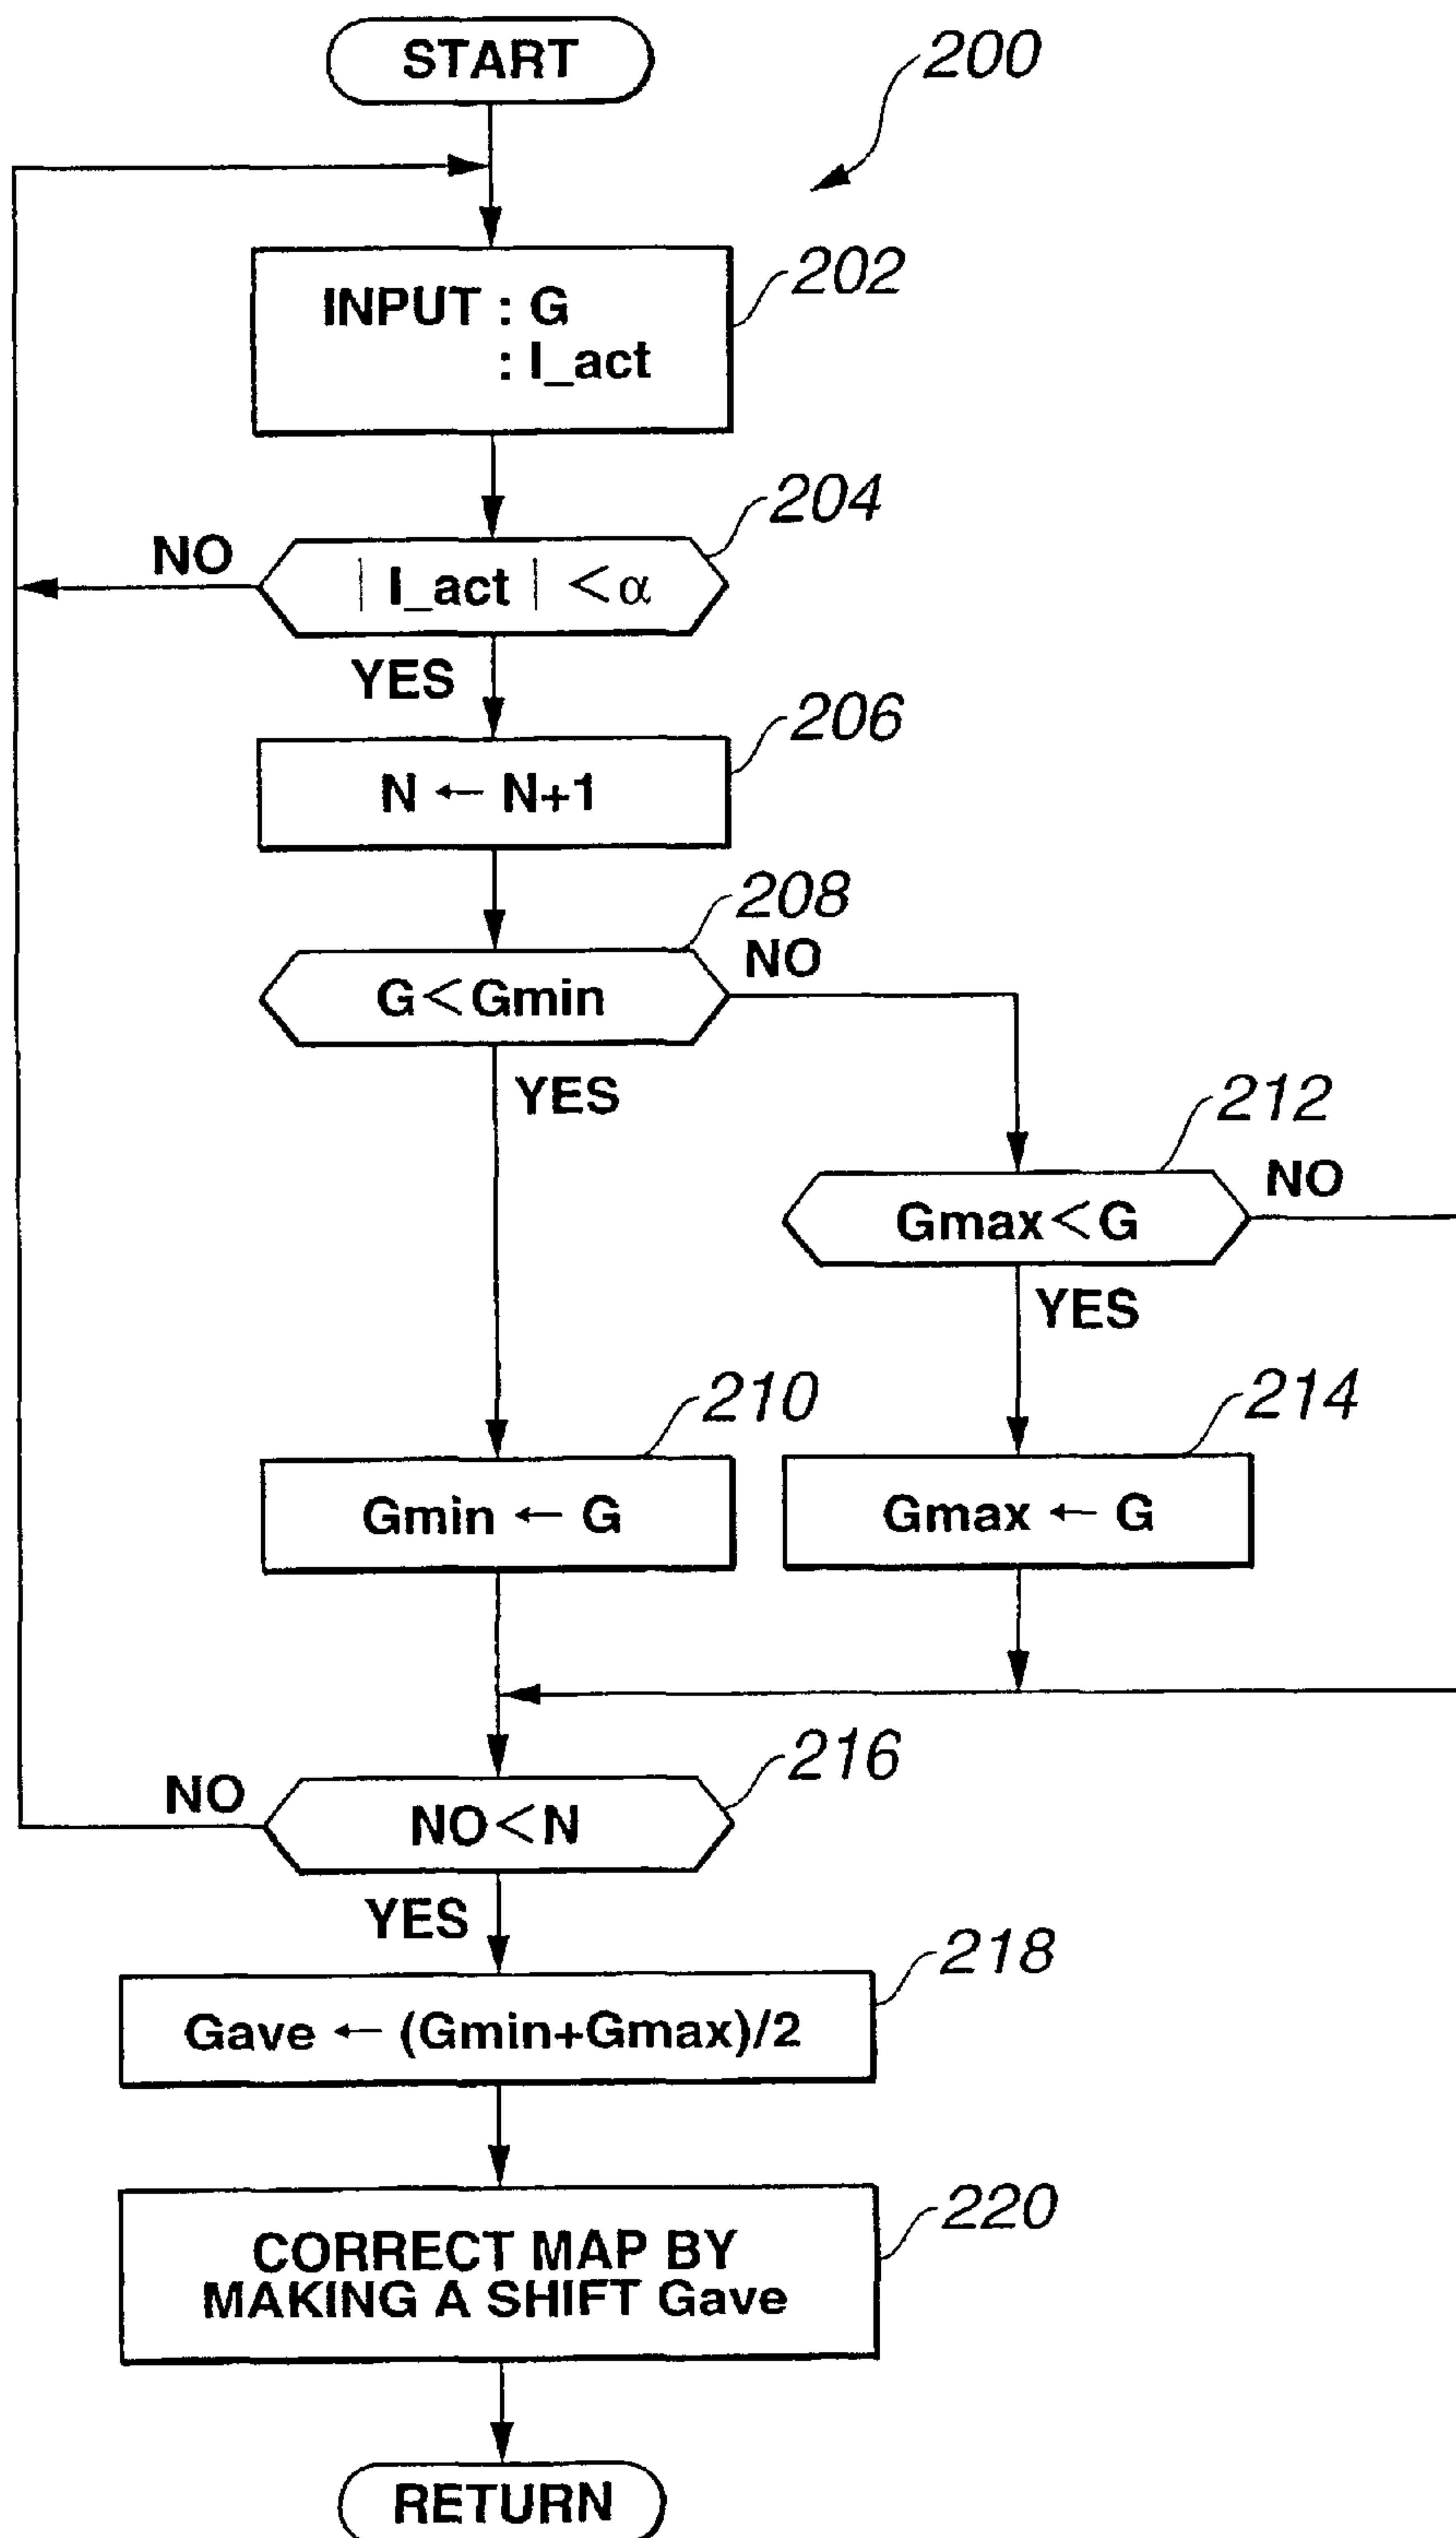 START
200
INPUT : G
: I_act
202
204
NO
| I_act | < α
YES
206
N ← N+1
208
G < Gmin
NO
YES
212
Gmax < G
NO
YES
210
214
Gmin ← G
Gmax ← G
216
NO
NO < N
YES
218
Gave ← (Gmin+Gmax)/2
220
CORRECT MAP BY
MAKING A SHIFT Gave
RETURN